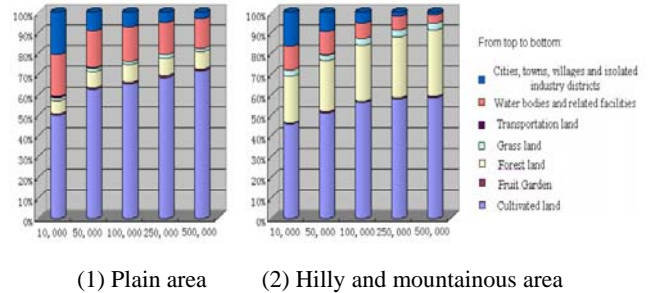 100%
90%
80%
70%
60%
50%
40%
30%
20%
10%
0%
10,000 50,000 100,000 250,000 500,000
100%
90%
80%
70%
60%
50%
40%
30%
20%
10%
0%
10,000 50,000 100,000 250,000 500,000
From top to bottom:
Cities, towns, villages and isolated
industry districts
Water bodies and related facilities
Transportation land
Grass land
Forest land
Fruit Garden
Cultivated land
(1) Plain area (2) Hilly and mountainous area